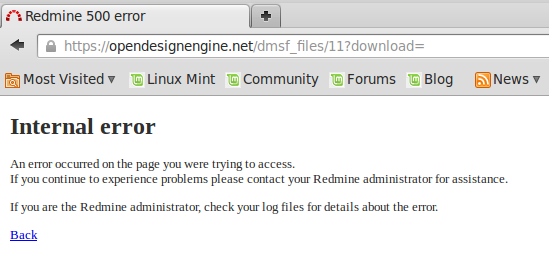 Redmine 500 error
https://opendesignengine.net/dmsf_files/11?download=
Most Visited Linux Mint Community Forums Blog News
Internal error
An error occurred on the page you were trying to access.
If you continue to experience problems please contact your Redmine administrator for assistance.
If you are the Redmine administrator, check your log files for details about the error.
Back